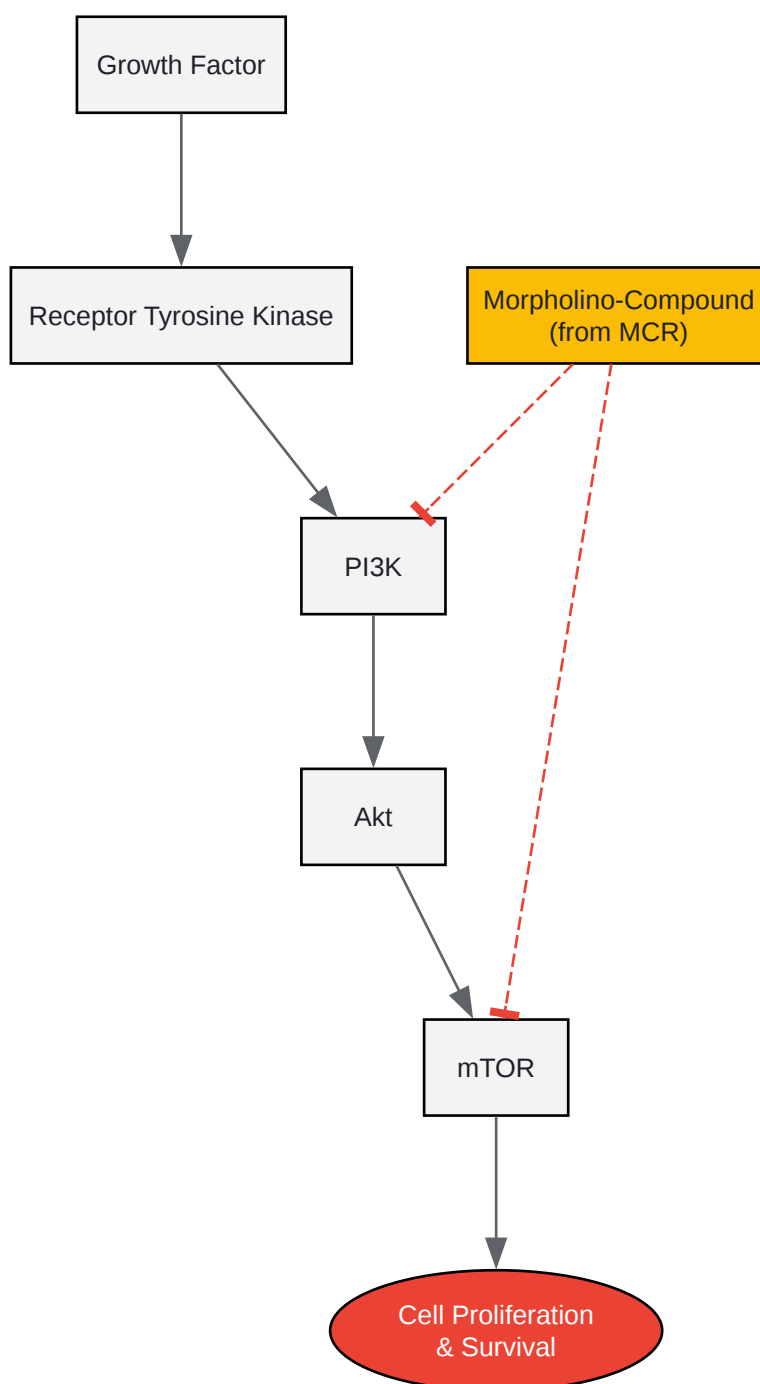 Growth Factor
Receptor Tyrosine Kinase
Morpholino-Compound
(from MCR)
PI3K
Akt
mTOR
Cell Proliferation
& Survival